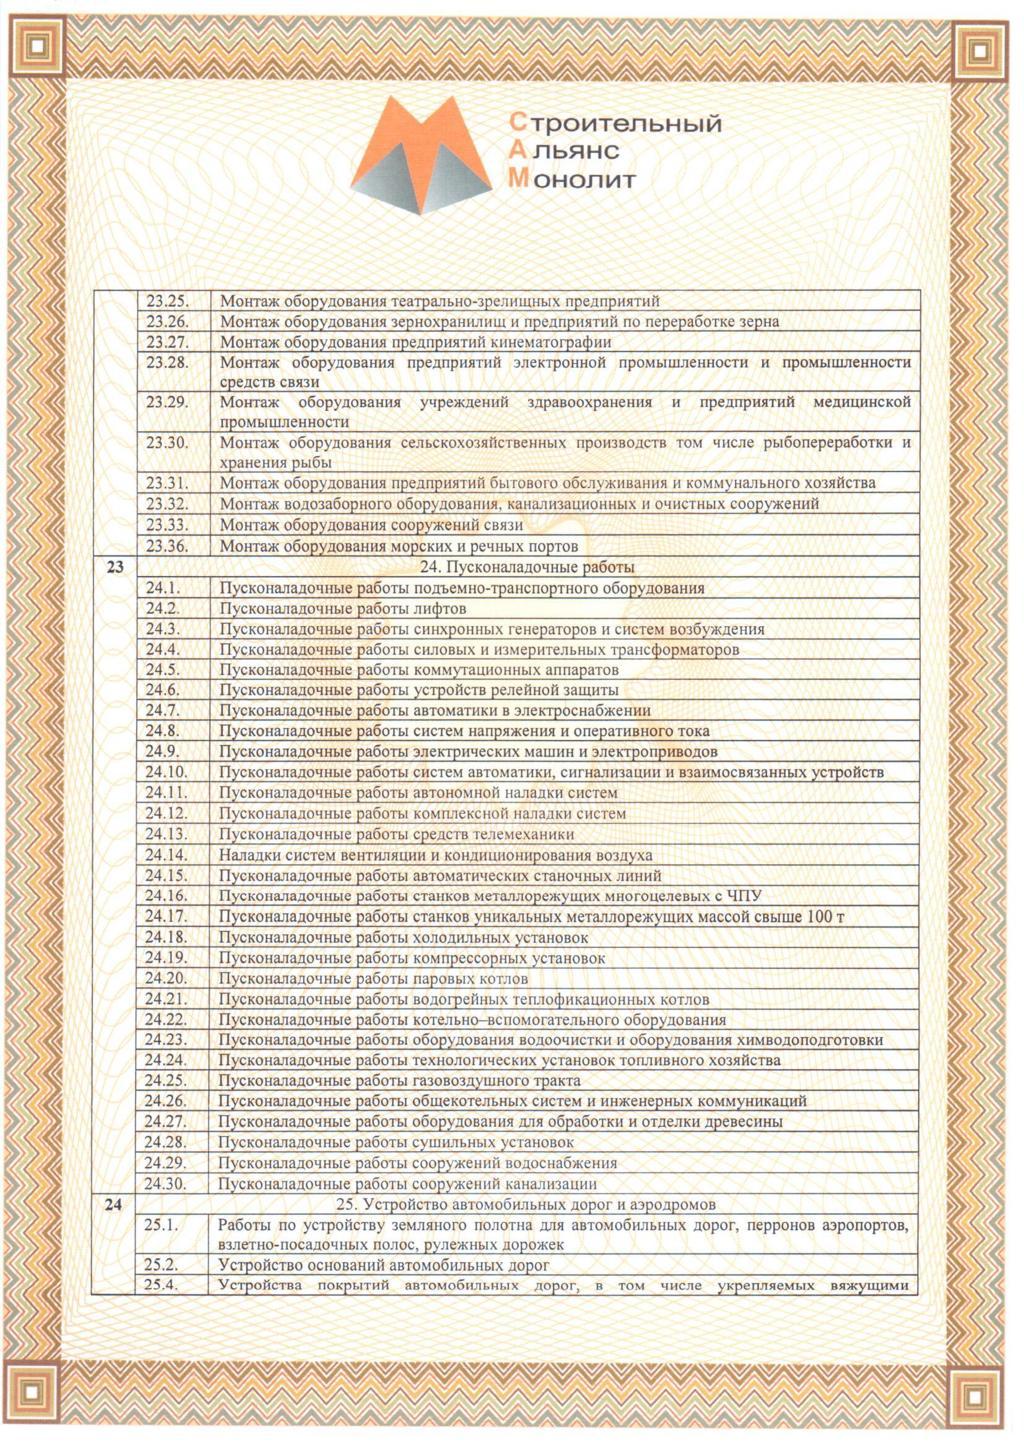 Строительный
Альянс
Монолит
23.25. Монтаж оборудования театрально-зрелищных предприятий
23.26. Монтаж оборудования зернохранилищ и предприятий по переработке зерна
23.27. Монтаж оборудования предприятий кинематографии
23.28. Монтаж оборудования предприятий электронной промышленности и промышленности
средств связи
23.29. Монтаж оборудования учреждений здравоохранения и предприятий медицинской
промышленности
23.30. Монтаж оборудования сельскохозяйственных производств том числе рыбопереработки и
хранения рыбы
23.31. Монтаж оборудования предприятий бытового обслуживания и коммунального хозяйства
23.32. Монтаж водозаборного оборудования, канализационных и очистных сооружений
23.33. Монтаж оборудования сооружений связи
23.36. Монтаж оборудования морских и речных портов
23 24. Пусконаладочные работы
24.1. Пусконаладочные работы подъемно-транспортного оборудования
24.2. Пусконаладочные работы лифтов
24.3. Пусконаладочные работы синхронных генераторов и систем возбуждения
24.4. Пусконаладочные работы силовых и измерительных трансформаторов
24.5. Пусконаладочные работы коммутационных аппаратов
24.6. Пусконаладочные работы устройств релейной защиты
24.7. Пусконаладочные работы автоматики в электроснабжении
24.8. Пусконаладочные работы систем напряжения и оперативного тока
24.9. Пусконаладочные работы электрических машин и электроприводов
24.10. Пусконаладочные работы систем автоматики, сигнализации и взаимосвязанных устройств
24.11. Пусконаладочные работы автономной наладки систем
24.12. Пусконаладочные работы комплексной наладки систем
24.13. Пусконаладочные работы средств телемеханики
24.14. Наладки систем вентиляции и кондиционирования воздуха
24.15. Пусконаладочные работы автоматических станочных линий
24.16. Пусконаладочные работы станков металлорежущих многоцелевых с ЧПУ
24.17. Пусконаладочные работы станков уникальных металлорежущих массой свыше 100 т
24.18. Пусконаладочные работы холодильных установок
24.19. Пусконаладочные работы компрессорных установок
24.20. Пусконаладочные работы паровых котлов
24.21. Пусконаладочные работы водогрейных теплофикационных котлов
24.22. Пусконаладочные работы котельно–вспомогательного оборудования
24.23. Пусконаладочные работы оборудования водоочистки и оборудования химводоподготовки
24.24. Пусконаладочные работы технологических установок топливного хозяйства
24.25. Пусконаладочные работы газовоздушного тракта
24.26. Пусконаладочные работы общекотельных систем и инженерных коммуникаций
24.27. Пусконаладочные работы оборудования для обработки и отделки древесины
24.28. Пусконаладочные работы сушильных установок
24.29. Пусконаладочные работы сооружений водоснабжения
24.30. Пусконаладочные работы сооружений канализации
24 25. Устройство автомобильных дорог и аэродромов
25.1. Работы по устройству земляного полотна для автомобильных дорог, перронов аэропортов,
взлетно-посадочных полос, рулежных дорожек
25.2. Устройство оснований автомобильных дорог
25.4. Устройства покрытий автомобильных дорог, в том числе укрепляемых вяжущими